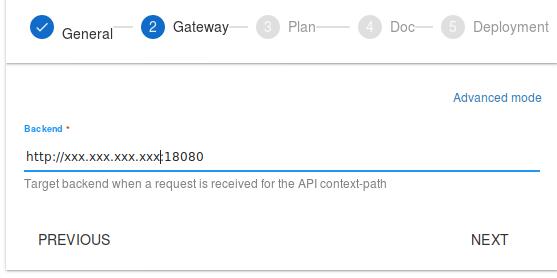 General 2 Gateway 3 Plan 4 Doc 5 Deployment
Advanced mode
Backend *
http://xxx.xxx.xxx.xxx:18080
Target backend when a request is received for the API context-path
PREVIOUS NEXT